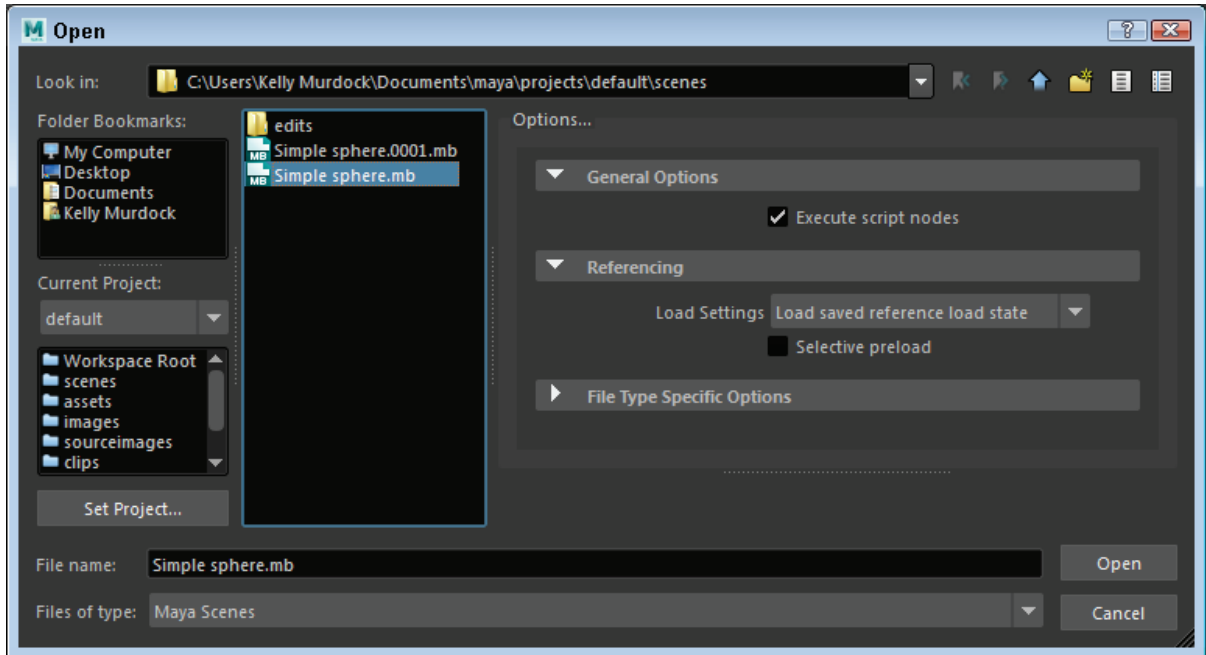 Open
Look in:
C:\Users\Kelly Murdock\Documents\maya\projects\default\scenes
Folder Bookmarks:
My Computer
Desktop
Documents
Kelly Murdock
Current Project:
default
Workspace Root
scenes
assets
images
sourceimages
clips
Set Project...
edits
MB Simple sphere.0001.mb
MB Simple sphere.mb
Options...
General Options
Execute script nodes
Referencing
Load Settings Load saved reference load state
Selective preload
File Type Specific Options
File name: Simple sphere.mb
Open
Files of type: Maya Scenes
Cancel